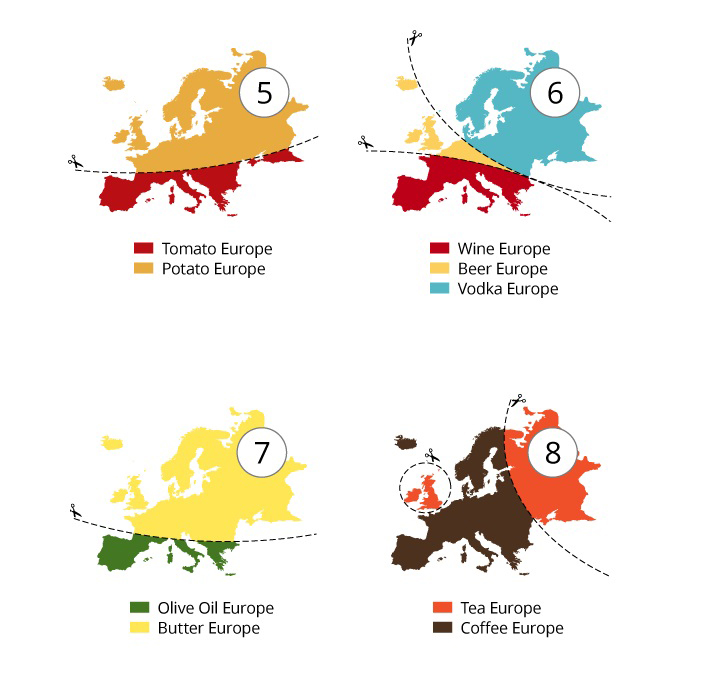 5
Tomato Europe
Potato Europe
6
Wine Europe
Beer Europe
Vodka Europe
7
Olive Oil Europe
Butter Europe
8
Tea Europe
Coffee Europe